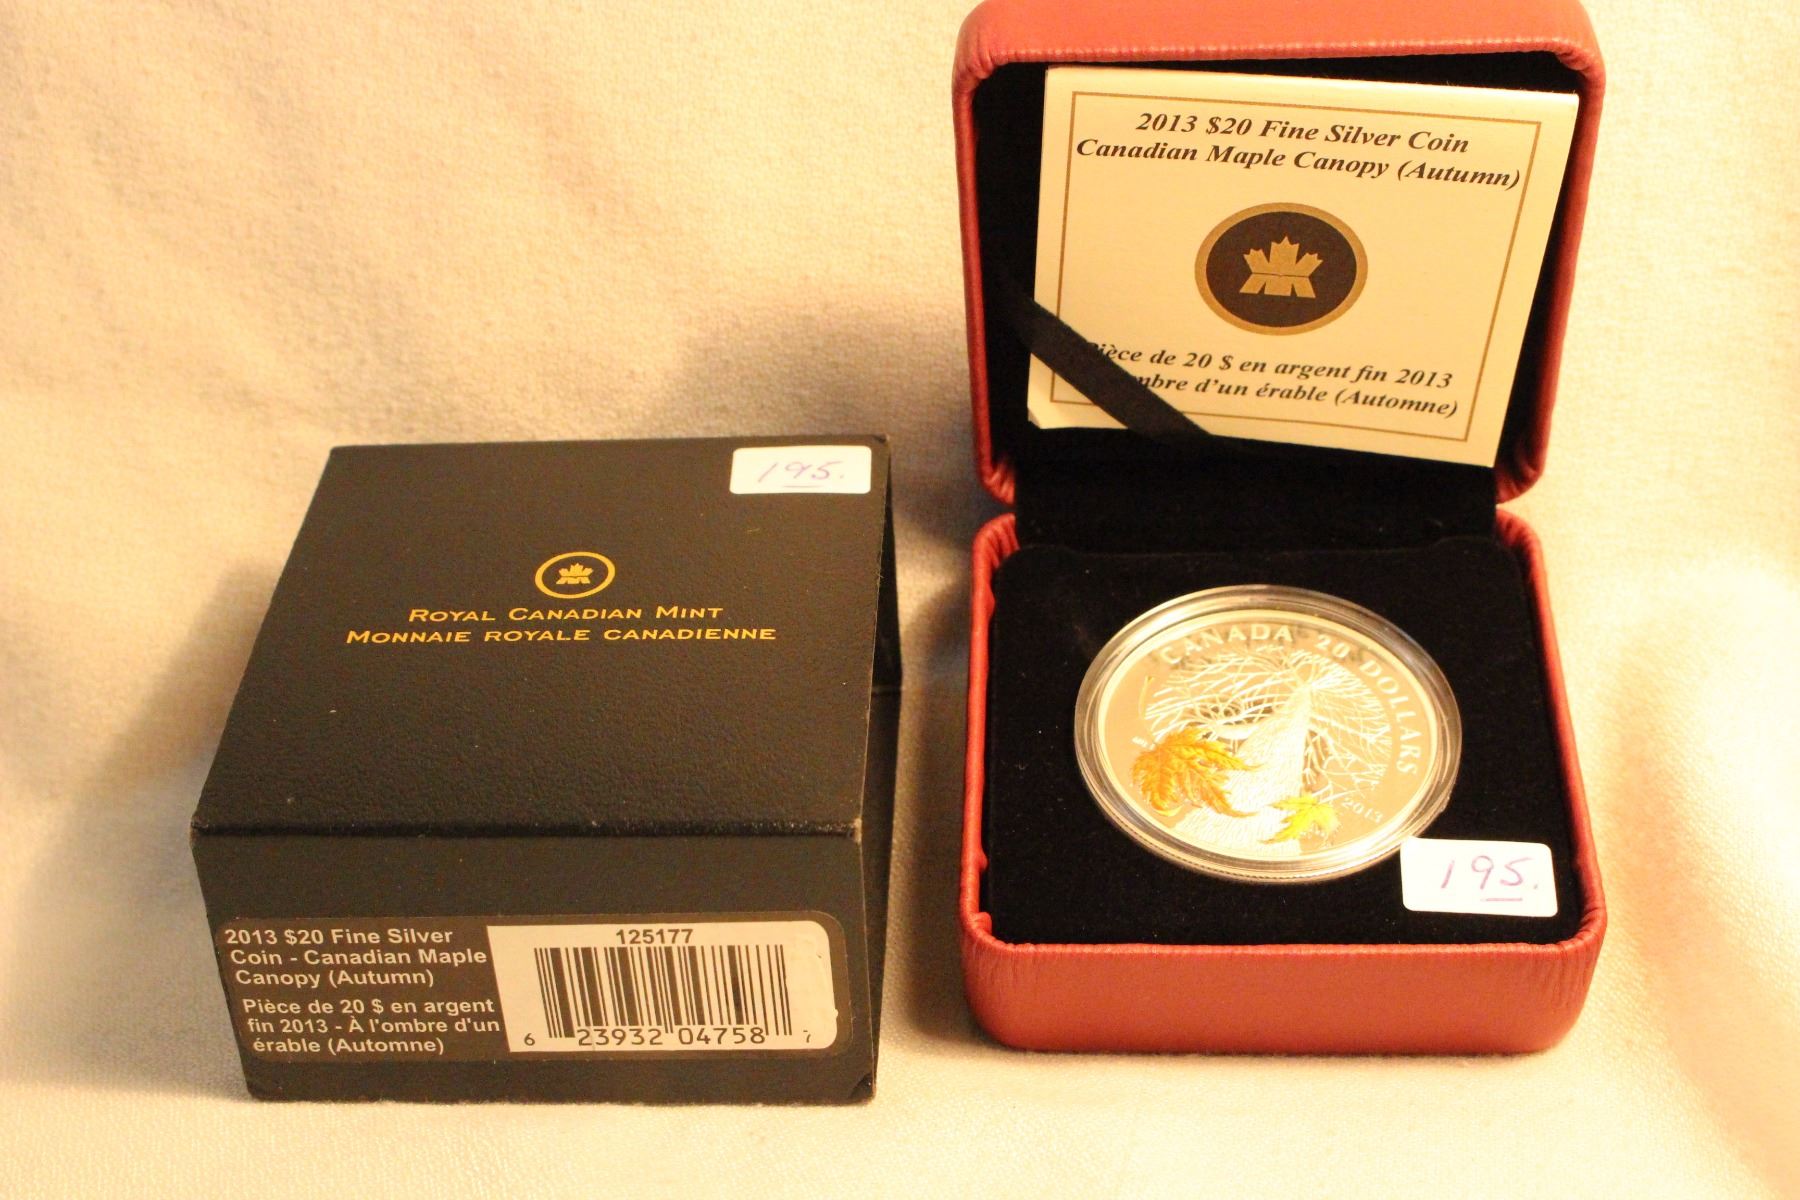 195.
ROYAL CANADIAN MINT
MONNAIE ROYALE CANADIENNE
2013 $20 Fine Silver
Coin - Canadian Maple
Canopy (Autumn)
Pièce de 20 $ en argent
fin 2013 - À l'ombre d'un
érable (Automne)
125177
6 23932 04758 7
2013 $20 Fine Silver Coin
Canadian Maple Canopy (Autumn)
de 20 $ en argent fin 2013
d'un érable (Automne)
CANADA 20 DOLLARS
2013
195.